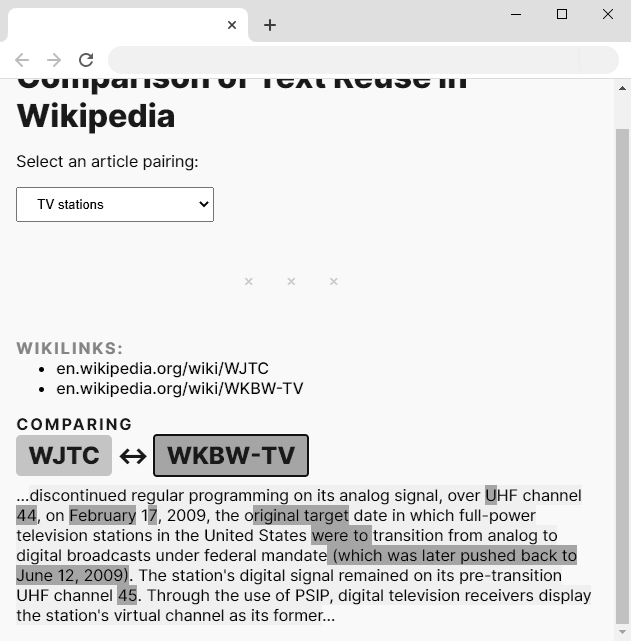 Comparison of Text Reuse in
Wikipedia
Select an article pairing:
TV stations
× × ×
WIKILINKS:
• en.wikipedia.org/wiki/WJTC
• en.wikipedia.org/wiki/WKBW-TV
COMPARING
WJTC ↔ WKBW-TV
...discontinued regular programming on its analog signal, over UHF channel
44, on February 17, 2009, the original target date in which full-power
television stations in the United States were to transition from analog to
digital broadcasts under federal mandate (which was later pushed back to
June 12, 2009). The station's digital signal remained on its pre-transition
UHF channel 45. Through the use of PSIP, digital television receivers display
the station's virtual channel as its former...